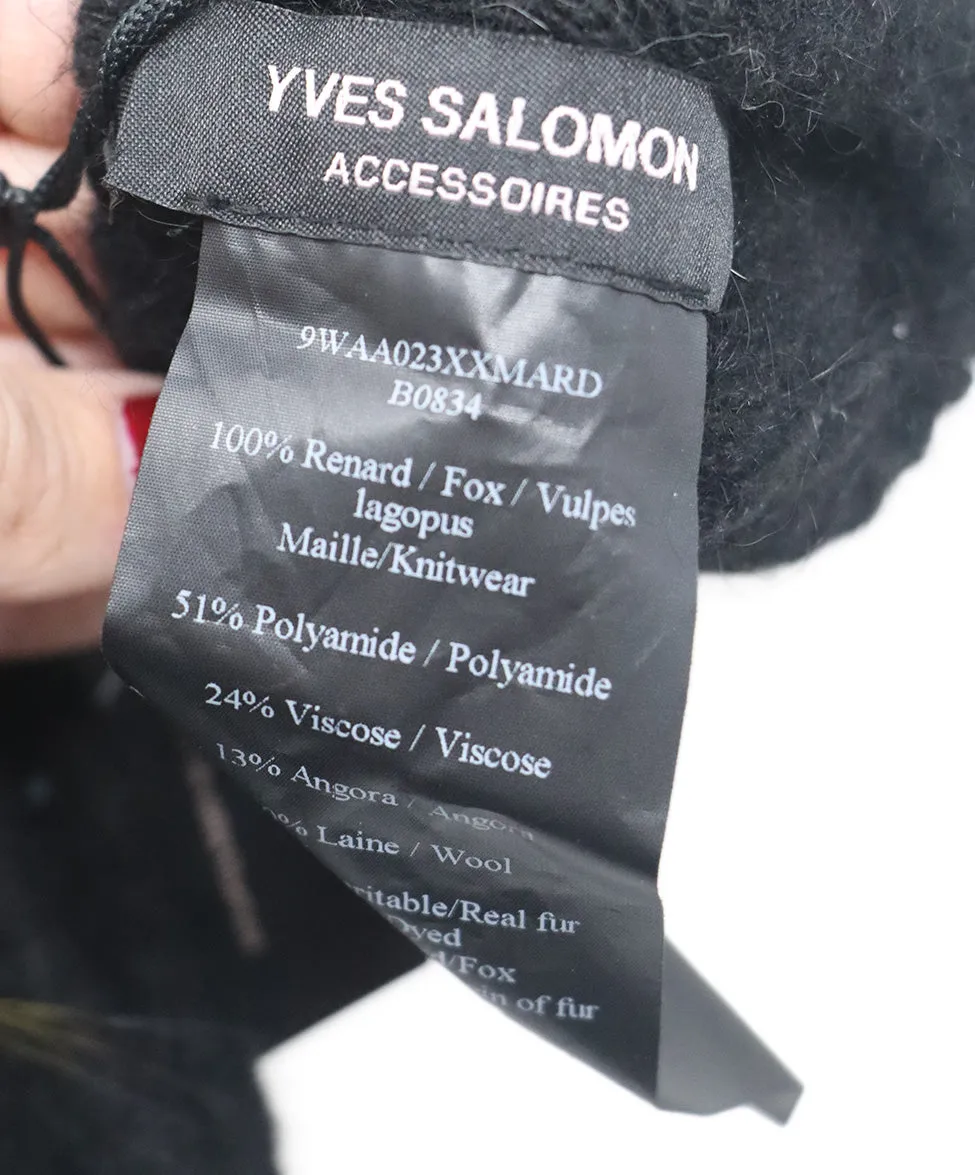 YVES SALOMON
ACCESSOIRES
9WAA023XXMARD
B0834
100% Renard / Fox / Vulpes
lagopus
Maille/Knitwear
51% Polyamide / Polyamide
24% Viscose / Viscose
13% Angora / Angora
% Laine / Wool
/Real fur
Dyed
/Fox
of fur